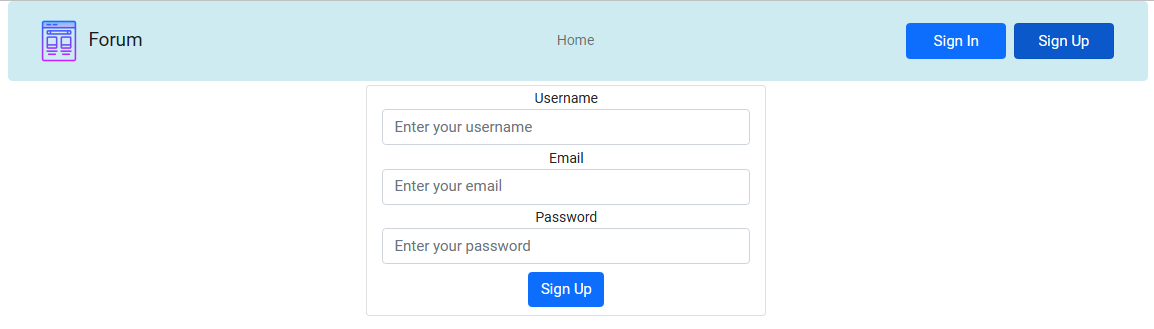 Forum
Home
Sign In
Sign Up
Username
Enter your username
Email
Enter your email
Password
Enter your password
Sign Up